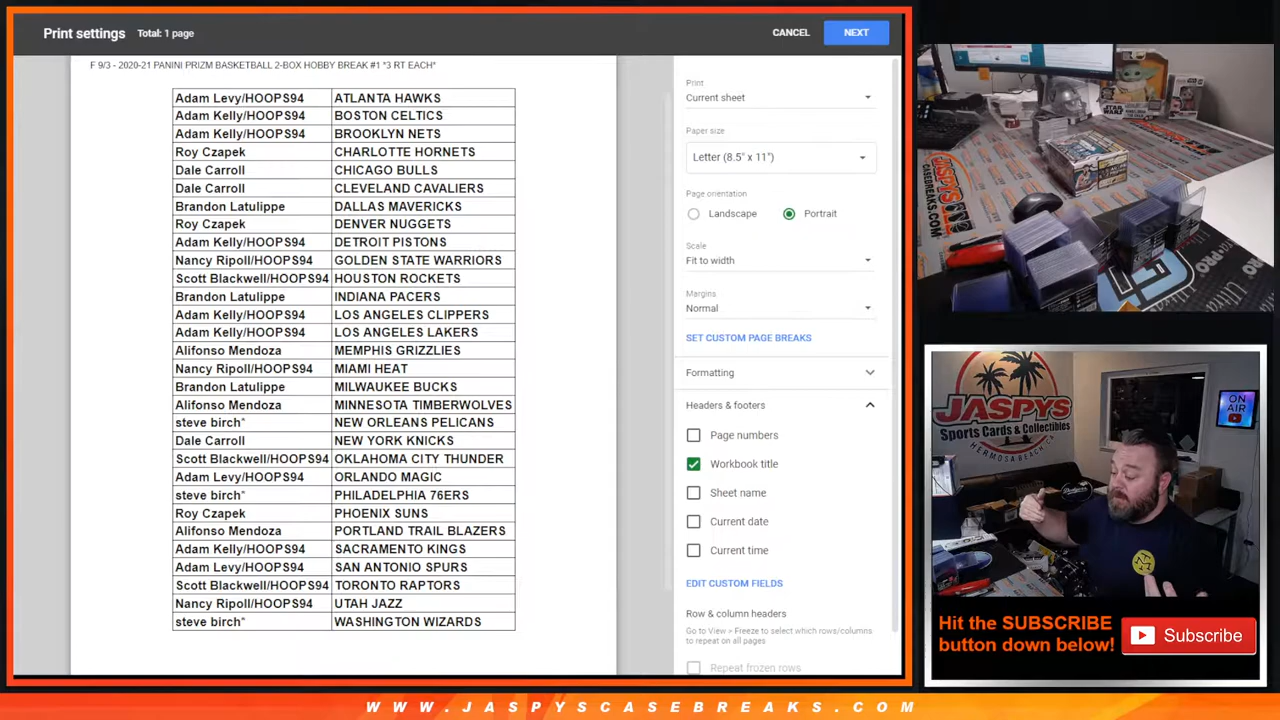 Print settings Total: 1 page CANCEL NEXT
F 9/3 - 2020-21 PANINI PRIZM BASKETBALL 2-BOX HOBBY BREAK #1 *3 RT EACH*
Adam Levy/HOOPS94 ATLANTA HAWKS
Adam Kelly/HOOPS94 BOSTON CELTICS
Adam Kelly/HOOPS94 BROOKLYN NETS
Roy Czapek CHARLOTTE HORNETS
Dale Carroll CHICAGO BULLS
Dale Carroll CLEVELAND CAVALIERS
Brandon Latulippe DALLAS MAVERICKS
Roy Czapek DENVER NUGGETS
Adam Kelly/HOOPS94 DETROIT PISTONS
Nancy Ripoll/HOOPS94 GOLDEN STATE WARRIORS
Scott Blackwell/HOOPS94 HOUSTON ROCKETS
Brandon Latulippe INDIANA PACERS
Adam Kelly/HOOPS94 LOS ANGELES CLIPPERS
Adam Kelly/HOOPS94 LOS ANGELES LAKERS
Alifonso Mendoza MEMPHIS GRIZZLIES
Nancy Ripoll/HOOPS94 MIAMI HEAT
Brandon Latulippe MILWAUKEE BUCKS
Alifonso Mendoza MINNESOTA TIMBERWOLVES
steve birch" NEW ORLEANS PELICANS
Dale Carroll NEW YORK KNICKS
Scott Blackwell/HOOPS94 OKLAHOMA CITY THUNDER
Adam Levy/HOOPS94 ORLANDO MAGIC
steve birch" PHILADELPHIA 76ERS
Roy Czapek PHOENIX SUNS
Alifonso Mendoza PORTLAND TRAIL BLAZERS
Adam Kelly/HOOPS94 SACRAMENTO KINGS
Adam Levy/HOOPS94 SAN ANTONIO SPURS
Scott Blackwell/HOOPS94 TORONTO RAPTORS
Nancy Ripoll/HOOPS94 UTAH JAZZ
steve birch" WASHINGTON WIZARDS
Print
Current sheet
Paper size
Letter (8.5" x 11")
Page orientation
Landscape Portrait
Scale
Fit to width
Margins
Normal
SET CUSTOM PAGE BREAKS
Formatting
Headers & footers
Page numbers
Workbook title
Sheet name
Current date
Current time
EDIT CUSTOM FIELDS
Row & column headers
Go to View > Freeze to select which rows/columns
to repeat on all pages
Repeat frozen rows
STAR WARS
JASPYS
CASEBREAKS.COM
JASPYS
Sports Cards & Collectibles
HERMOSA BEACH, CA
ON
AIR
Dodgers
Hit the SUBSCRIBE
button down below!
Subscribe
WWW.JASPYSCASEBREAKS.COM